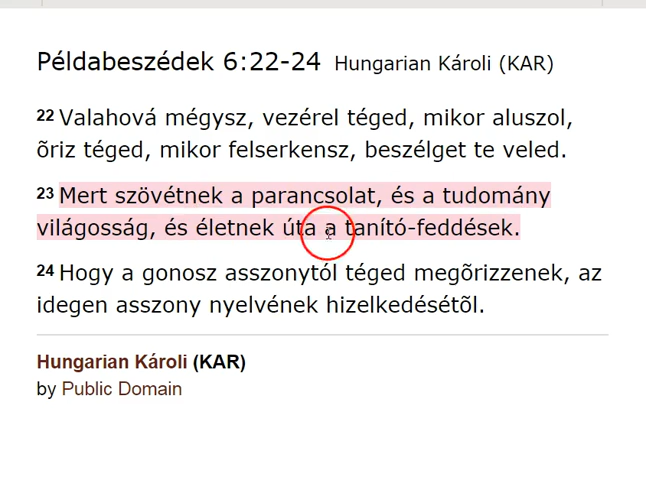 Példabeszédek 6:22-24 Hungarian Károli (KAR)
22 Valahová mégysz, vezérel téged, mikor aluszol,
õriz téged, mikor felserkensz, beszélget te veled.
23 Mert szövétnek a parancsolat, és a tudomány
világosság, és életnek úta a tanító-feddések.
24 Hogy a gonosz asszonytól téged megõrizzenek, az
idegen asszony nyelvének hizelkedésétõl.
Hungarian Károli (KAR)
by Public Domain